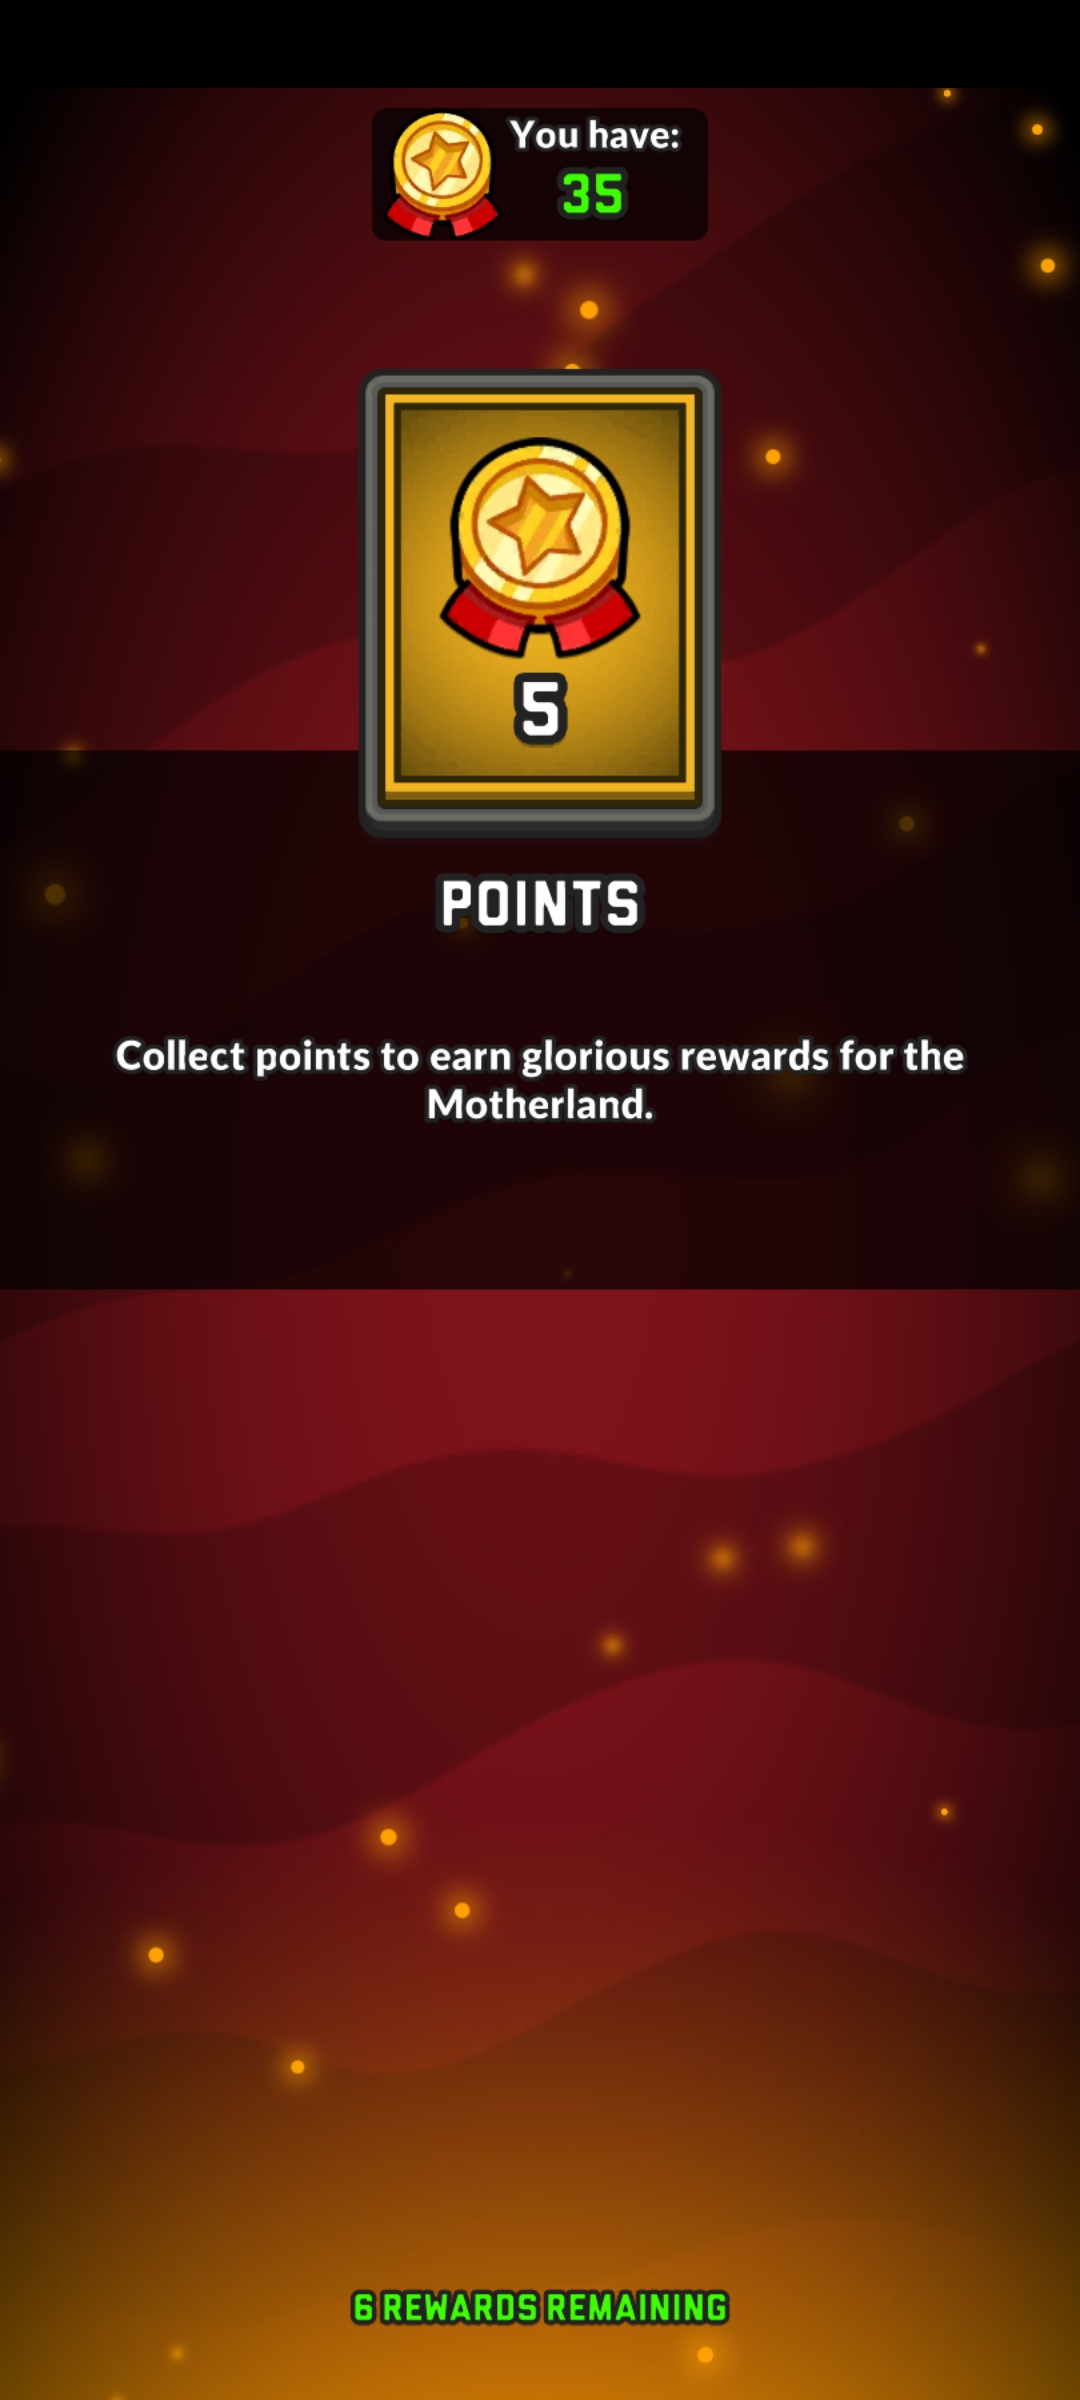 You have:
35
5
POINTS
Collect points to earn glorious rewards for the
Motherland.
6 REWARDS REMAINING